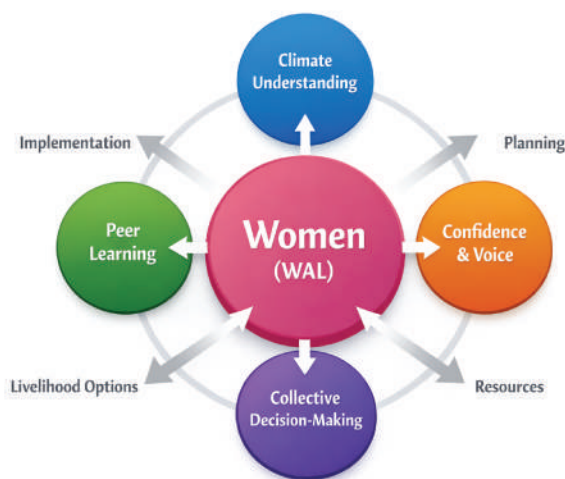 Climate
Understanding
Implementation
Planning
Peer
Learning
Women
(WAL)
Confidence
& Voice
Livelihood Options
Resources
Collective
Decision-Making